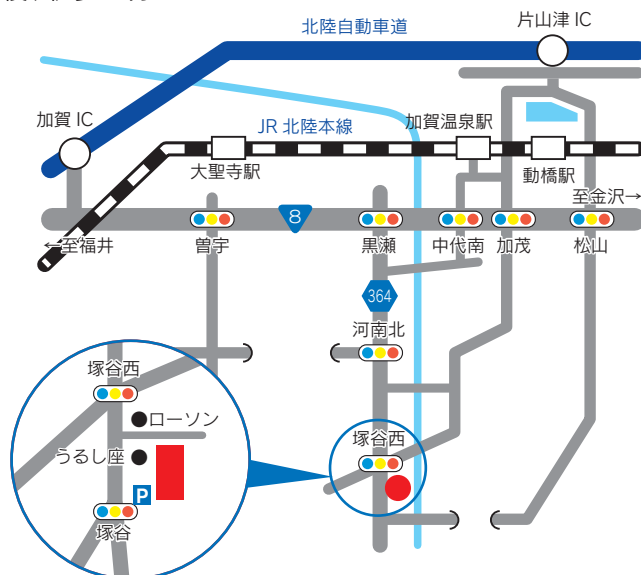 北陸自動車道
片山津 IC
加賀 IC
JR 北陸本線
加賀温泉駅
大聖寺駅
動橋駅
至金沢→
8
←至福井
曽宇
黒瀬
中代南
加茂
松山
364
河南北
塚谷西
ローソン
うるし座
P
塚谷
塚谷西